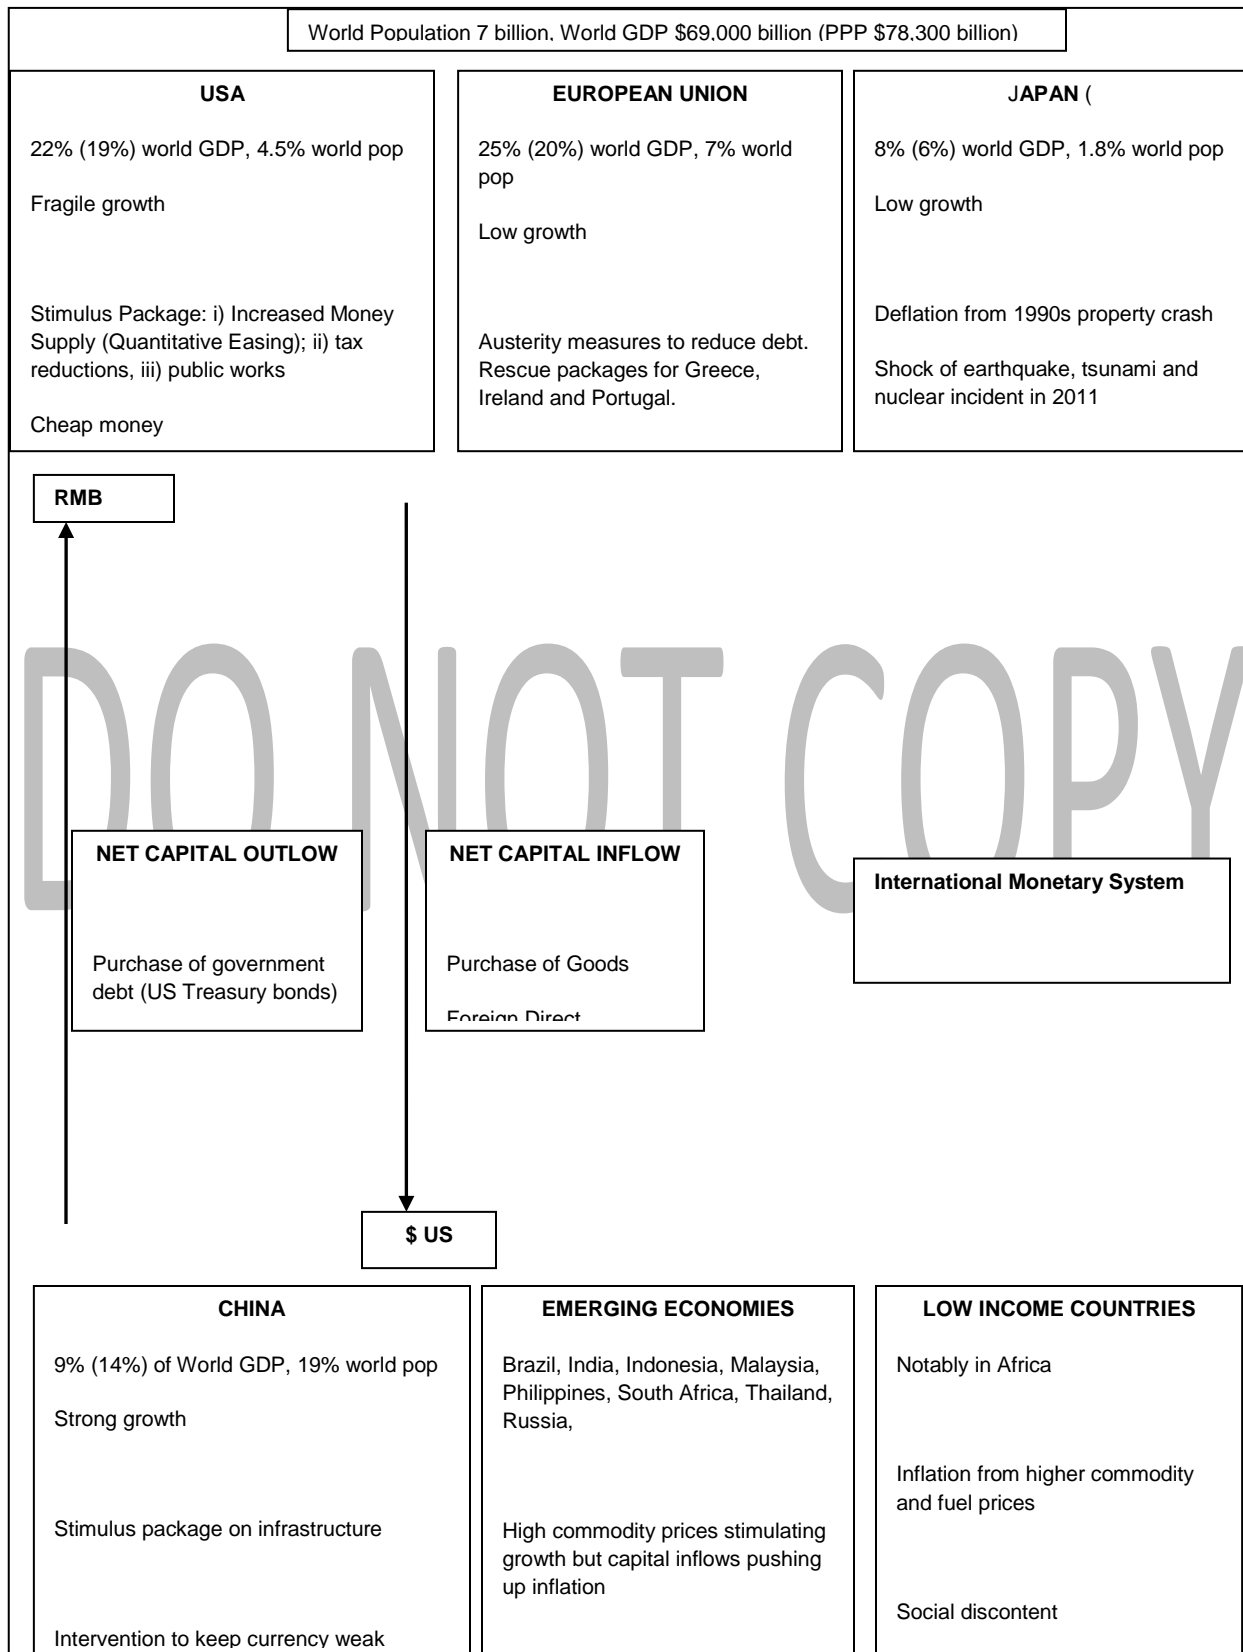 World Population 7 billion, World GDP $69,000 billion (PPP $78,300 billion)
USA
22% (19%) world GDP, 4.5% world pop
Fragile growth
Stimulus Package: i) Increased Money
Supply (Quantitative Easing); ii) tax
reductions, iii) public works
Cheap money
EUROPEAN UNION
25% (20%) world GDP, 7% world
pop
Low growth
Austerity measures to reduce debt.
Rescue packages for Greece,
Ireland and Portugal.
JAPAN (
8% (6%) world GDP, 1.8% world pop
Low growth
Deflation from 1990s property crash
Shock of earthquake, tsunami and
nuclear incident in 2011
RMB
DO NOT COPY
NET CAPITAL OUTLOW
Purchase of government
debt (US Treasury bonds)
NET CAPITAL INFLOW
Purchase of Goods
Foreign Direct
International Monetary System
$ US
CHINA
9% (14%) of World GDP, 19% world pop
Strong growth
Stimulus package on infrastructure
Intervention to keep currency weak
EMERGING ECONOMIES
Brazil, India, Indonesia, Malaysia,
Philippines, South Africa, Thailand,
Russia,
High commodity prices stimulating
growth but capital inflows pushing
up inflation
LOW INCOME COUNTRIES
Notably in Africa
Inflation from higher commodity
and fuel prices
Social discontent